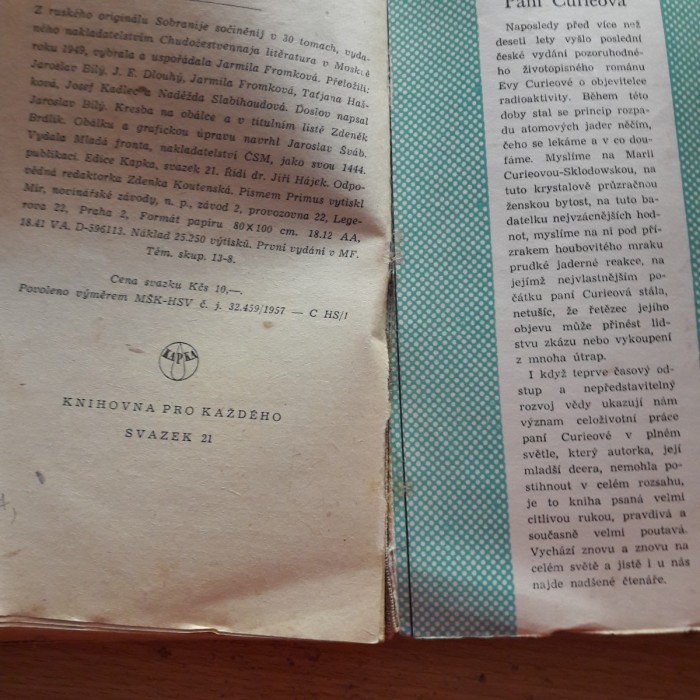 Z ruského originálu Sobranije sočiněnij v 30 tomach, vyda-
ného nakladatelstvím Chudožestvennaja litěratura v Moskvě
roku 1949, vybrala a uspořádala Jarmila Fromková. Přeložili:
Jaroslav Bílý, J. E. Dlouhý, Jarmila Fromková, Taťjana Haš-
ková, Josef Kadlec a Naděžda Slabihoudová. Doslov napsal
Jaroslav Bílý. Kresba na obálce a v titulním listě Zdeněk
Brdlík. Obálku a grafickou úpravu navrhl Jaroslav Šváb.
Vydala Mladá fronta, nakladatelství ČSM, jako svou 1444.
publikaci. Edice Kapka, svazek 21. Řídí dr. Jiří Hájek. Odpo-
vědná redaktorka Zdenka Koutenská. Písmem Primus vytiskl
Mír, novinářské závody, n. p., závod 2, provozovna 22, Lege-
rova 22, Praha 2. Formát papíru 80×100 cm. 18.12 AA,
18.41 VA. D-596113. Náklad 25.250 výtisků. První vydání v MF.
Tém. skup. 13-8.
Cena svazku Kčs 10,—.
Povoleno výměrem MŠK-HSV č. j. 32.459/1957 — C HS/1
KAPKA
KNIHOVNA PRO KAŽDÉHO
SVAZEK 21
Paní Curieová
Naposledy před více než
deseti lety vyšlo poslední
české vydání pozoruhodné-
ho životopisného románu
Evy Curieové o objevitelce
radioaktivity. Během této
doby stal se princip rozpa-
du atomových jader něčím,
čeho se lekáme a v co dou-
fáme. Myslíme na Marii
Curieovou-Sklodowskou, na
tuto krystalově průzračnou
ženskou bytost, na tuto ba-
datelku nejvzácnějších hod-
not, myslíme na ni pod pří-
zrakem houbovitého mraku
prudké jaderné reakce, na
jejímž nejvlastnějším po-
čátku paní Curieová stála,
netušíc, že řetězec jejího
objevu může přinést lid-
stvu zkázu nebo vykoupení
z mnoha útrap.
I když teprve časový od-
stup a nepředstavitelný
rozvoj vědy ukazují nám
význam celoživotní práce
paní Curieové v plném
světle, který autorka, její
mladší dcera, nemohla po-
stihnout v celém rozsahu,
je to kniha psaná velmi
citlivou rukou, pravdivá a
současně velmi poutavá.
Vychází znovu a znovu na
celém světě a jistě i u nás
najde nadšené čtenáře.